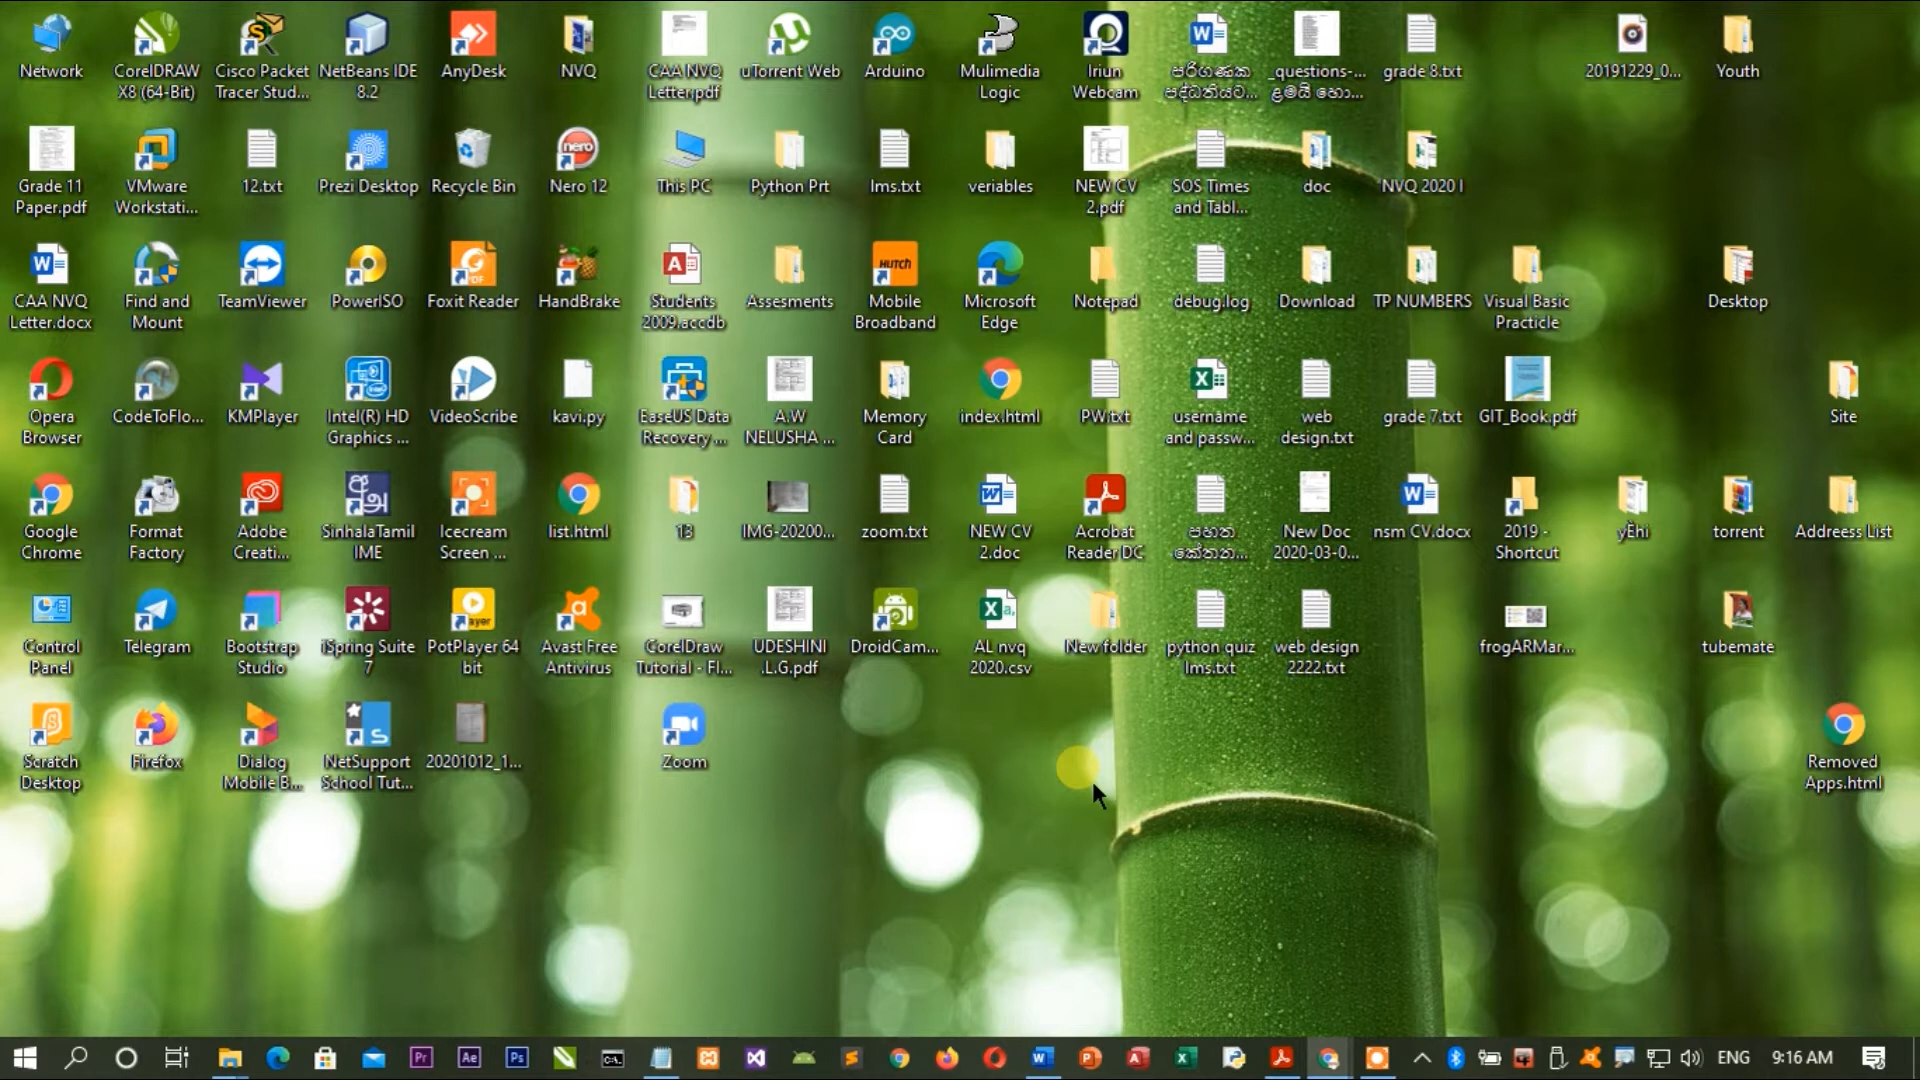 Network
CorelDRAW
X8 (64-Bit)
Cisco Packet
Tracer Stud...
NetBeans IDE
8.2
AnyDesk
NVQ
CAA NVQ
Letter.pdf
uTorrent Web
Arduino
Mulimedia
Logic
Iriun
Webcam
පරිගණක
පද්ධතියට...
_questions-...
ළමයි හො...
grade 8.txt
20191229_0...
Youth
Grade 11
Paper.pdf
VMware
Workstati...
12.txt
Prezi Desktop
Recycle Bin
Nero 12
This PC
Python Prt
lms.txt
veriables
NEW CV
2.pdf
SOS Times
and Tabl...
doc
NVQ 2020 I
CAA NVQ
Letter.docx
Find and
Mount
TeamViewer
PowerISO
Foxit Reader
HandBrake
Students
2009.accdb
Assesments
Mobile
Broadband
Microsoft
Edge
Notepad
debug.log
Download
TP NUMBERS
Visual Basic
Practicle
Desktop
Opera
Browser
CodeToFlo...
KMPlayer
Intel(R) HD
Graphics ...
VideoScribe
kavi.py
EaseUS Data
Recovery ...
A.W
NELUSHA ...
Memory
Card
index.html
PW.txt
username
and passw...
web
design.txt
grade 7.txt
GIT_Book.pdf
Site
Google
Chrome
Format
Factory
Adobe
Creati...
SinhalaTamil
IME
Icecream
Screen ...
list.html
13
IMG-20200...
zoom.txt
NEW CV
2.doc
Acrobat
Reader DC
පහත
කේතන...
New Doc
2020-03-0...
nsm CV.docx
2019 -
Shortcut
yÈhi
torrent
Addreess List
Control
Panel
Telegram
Bootstrap
Studio
iSpring Suite
7
PotPlayer 64
bit
Avast Free
Antivirus
CorelDraw
Tutorial - Fl...
UDESHINI
.L.G.pdf
DroidCam...
AL nvq
2020.csv
New folder
python quiz
lms.txt
web design
2222.txt
frogARMar...
tubemate
Scratch
Desktop
Firefox
Dialog
Mobile B...
NetSupport
School Tut...
20201012_1...
Zoom
Removed
Apps.html
ENG
9:16 AM